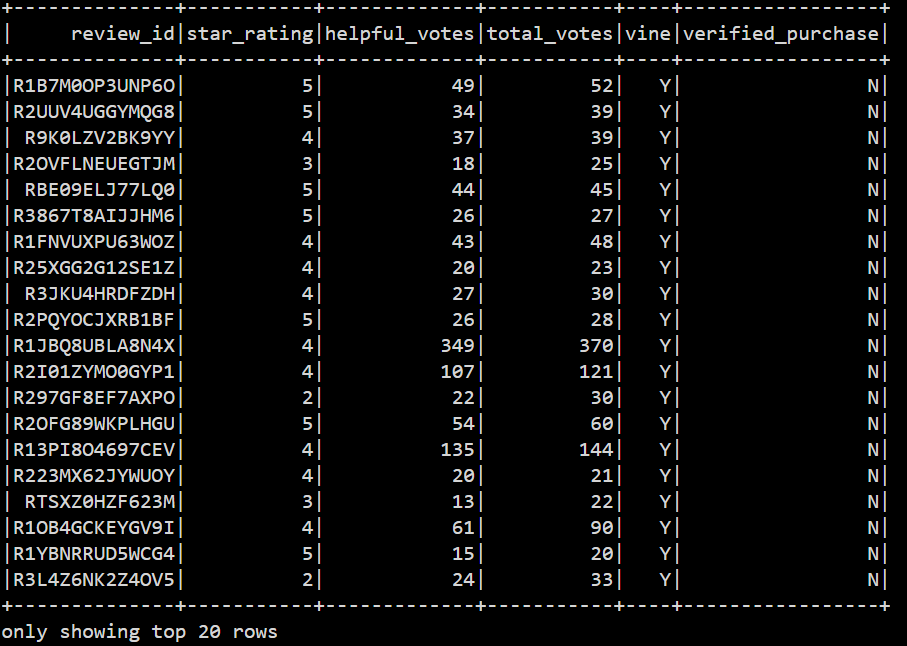 +--------------+-----------+-------------+-----------+----+-----------------+
|     review_id|star_rating|helpful_votes|total_votes|vine|verified_purchase|
+--------------+-----------+-------------+-----------+----+-----------------+
|R1B7M0OP3UNP6O|          5|           49|         52|   Y|                N|
|R2UUV4UGGYMQG8|          5|           34|         39|   Y|                N|
| R9K0LZV2BK9YY|          4|           37|         39|   Y|                N|
|R2OVFLNEUEGTJM|          3|           18|         25|   Y|                N|
| RBE09ELJ77LQ0|          5|           44|         45|   Y|                N|
|R3867T8AIJJHM6|          5|           26|         27|   Y|                N|
|R1FNVUXPU63WOZ|          4|           43|         48|   Y|                N|
|R25XGG2G12SE1Z|          4|           20|         23|   Y|                N|
| R3JKU4HRDFZDH|          4|           27|         30|   Y|                N|
|R2PQYOCJXRB1BF|          5|           26|         28|   Y|                N|
|R1JBQ8UBLA8N4X|          4|          349|        370|   Y|                N|
|R2I01ZYMO0GYP1|          4|          107|        121|   Y|                N|
|R297GF8EF7AXPO|          2|           22|         30|   Y|                N|
|R2OFG89WKPLHGU|          5|           54|         60|   Y|                N|
|R13PI8O4697CEV|          4|          135|        144|   Y|                N|
|R223MX62JYWUOY|          4|           20|         21|   Y|                N|
| RTSXZ0HZF623M|          3|           13|         22|   Y|                N|
|R1OB4GCKEYGV9I|          4|           61|         90|   Y|                N|
|R1YBNRRUD5WCG4|          5|           15|         20|   Y|                N|
|R3L4Z6NK2Z4OV5|          2|           24|         33|   Y|                N|
+--------------+-----------+-------------+-----------+----+-----------------+
only showing top 20 rows